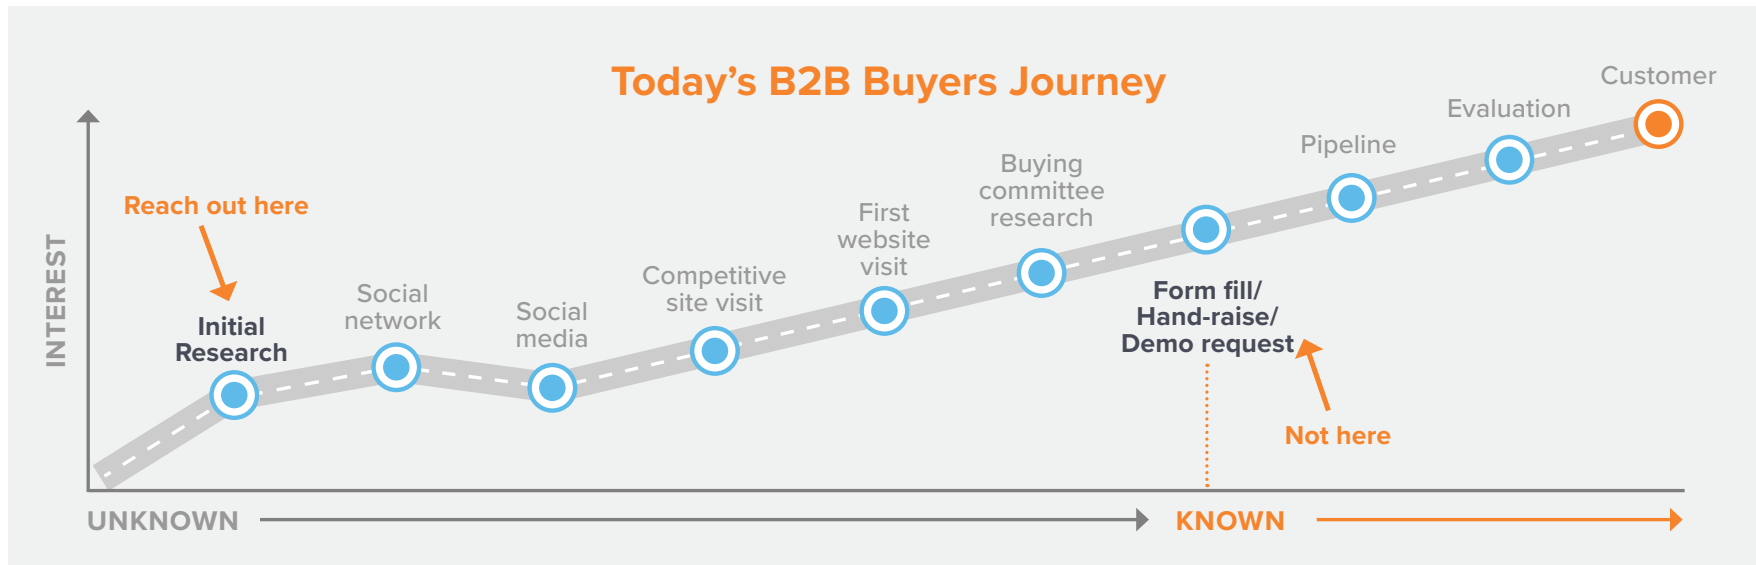 Today's B2B Buyers Journey
INTEREST
Reach out here
Initial
Research
Social
network
Social
media
Competitive
site visit
First
website
visit
Buying
committee
research
Form fill/
Hand-raise/
Demo request
Not here
Pipeline
Evaluation
Customer
UNKNOWN
KNOWN